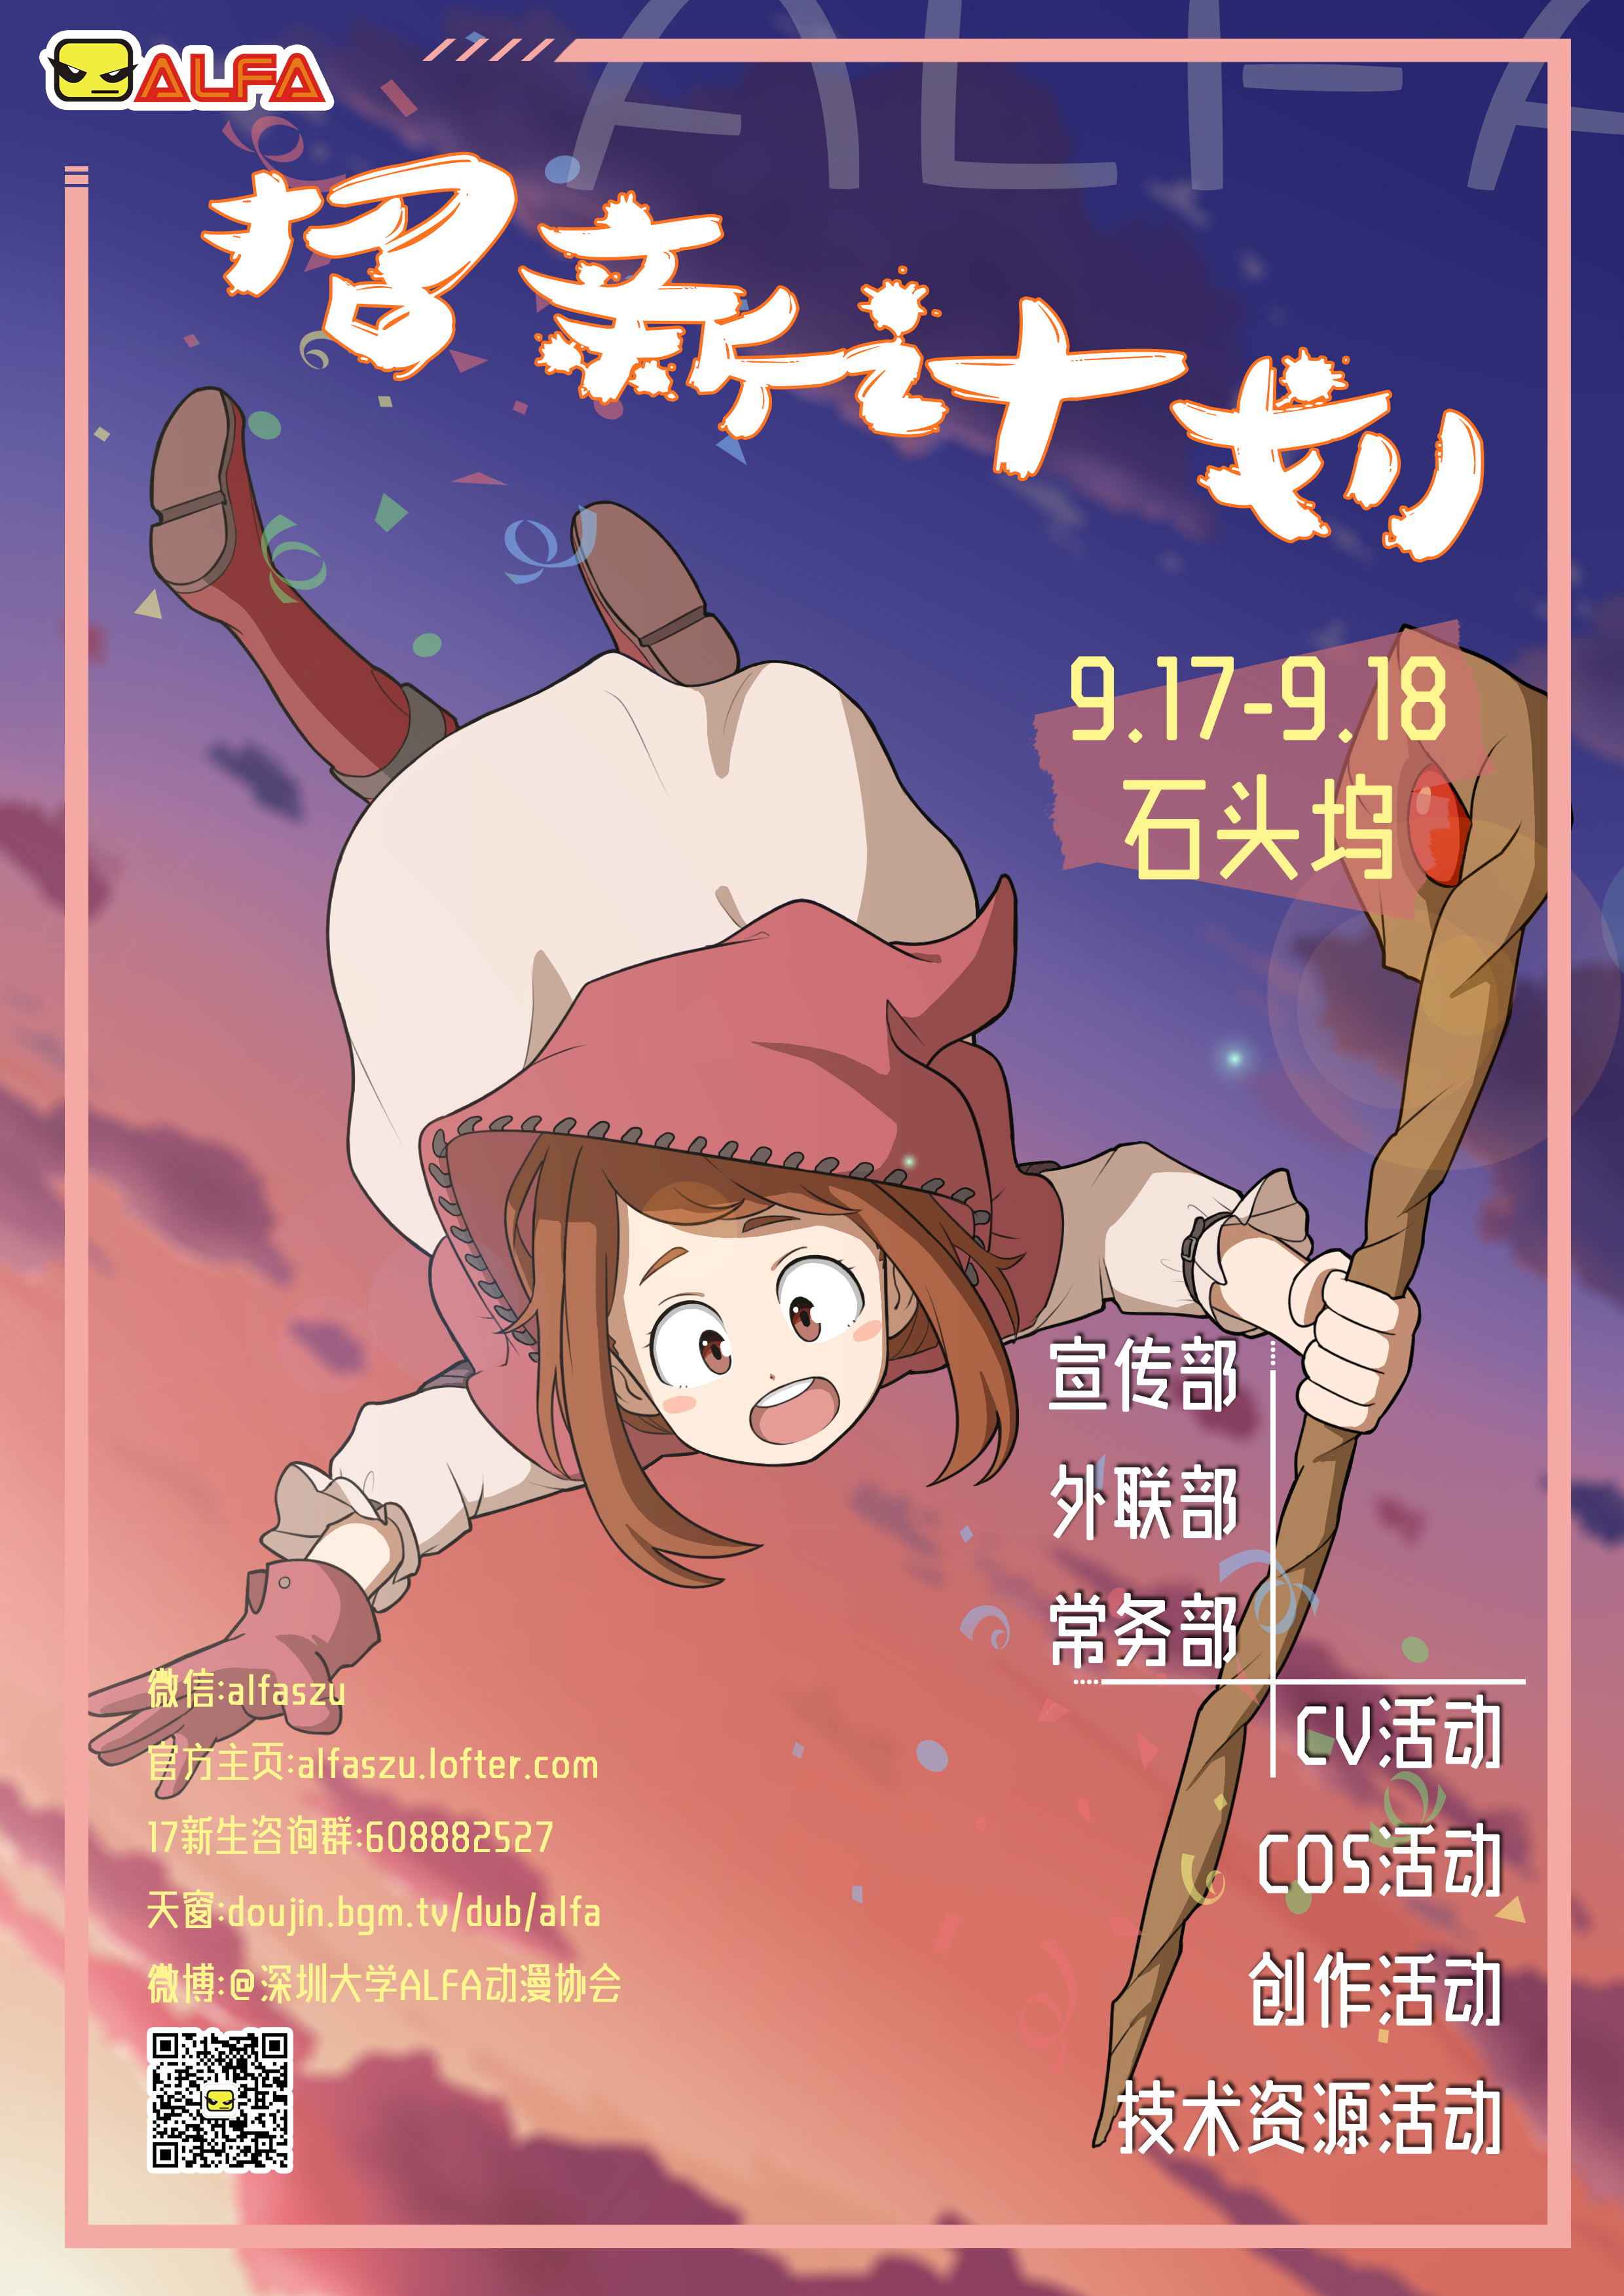 ALFA
ALFA
招新计划
9.17-9.18
石头坞
宣传部
外联部
常务部
CV活动
COS活动
创作活动
技术资源活动
微信:alfaszu
官方主页:alfaszu.lofter.com
17新生咨询群:608882527
天窗:doujin.bgm.tv/dub/alfa
微博:@深圳大学ALFA动漫协会